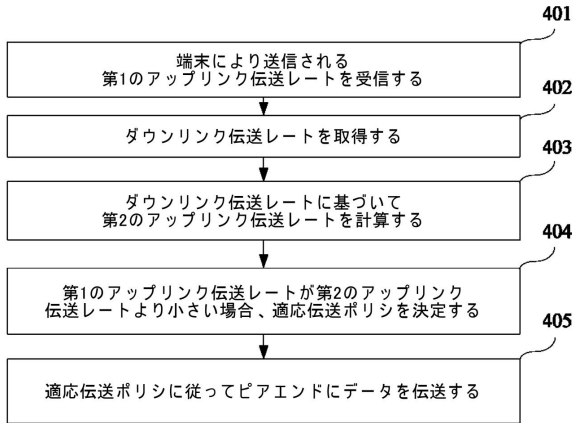 401
端末により送信される
第1のアップリンク伝送レートを受信する
402
ダウンリンク伝送レートを取得する
403
ダウンリンク伝送レートに基づいて
第2のアップリンク伝送レートを計算する
404
第1のアップリンク伝送レートが第2のアップリンク
伝送レートより小さい場合、適応伝送ポリシを決定する
405
適応伝送ポリシに従ってピアエンドにデータを伝送する